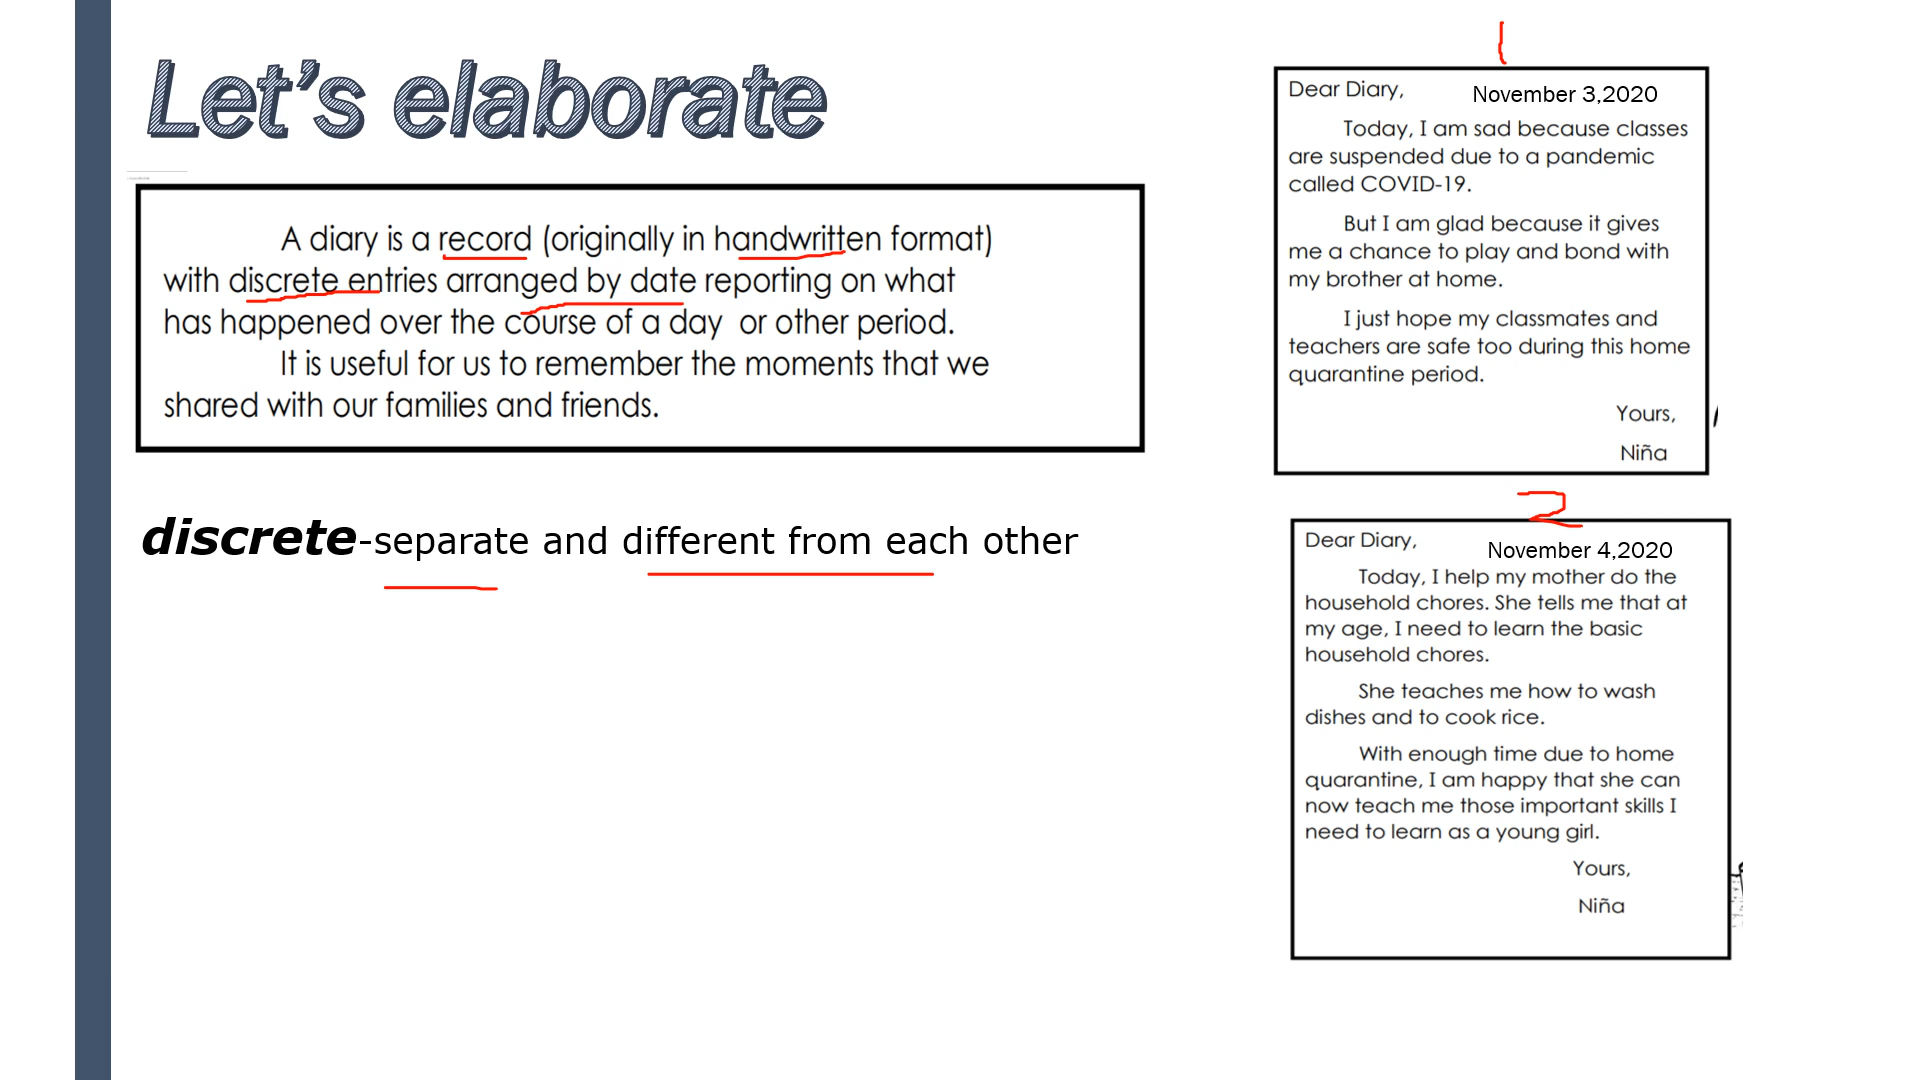 Let's elaborate
A diary is a record (originally in handwritten format)
with discrete entries arranged by date reporting on what
has happened over the course of a day or other period.
It is useful for us to remember the moments that we
shared with our families and friends.
discrete-separate and different from each other
1
Dear Diary,
November 3,2020
Today, I am sad because classes
are suspended due to a pandemic
called COVID-19.
But I am glad because it gives
me a chance to play and bond with
my brother at home.
I just hope my classmates and
teachers are safe too during this home
quarantine period.
Yours,
Niña
2
Dear Diary,
November 4,2020
Today, I help my mother do the
household chores. She tells me that at
my age, I need to learn the basic
household chores.
She teaches me how to wash
dishes and to cook rice.
With enough time due to home
quarantine, I am happy that she can
now teach me those important skills I
need to learn as a young girl.
Yours,
Niña